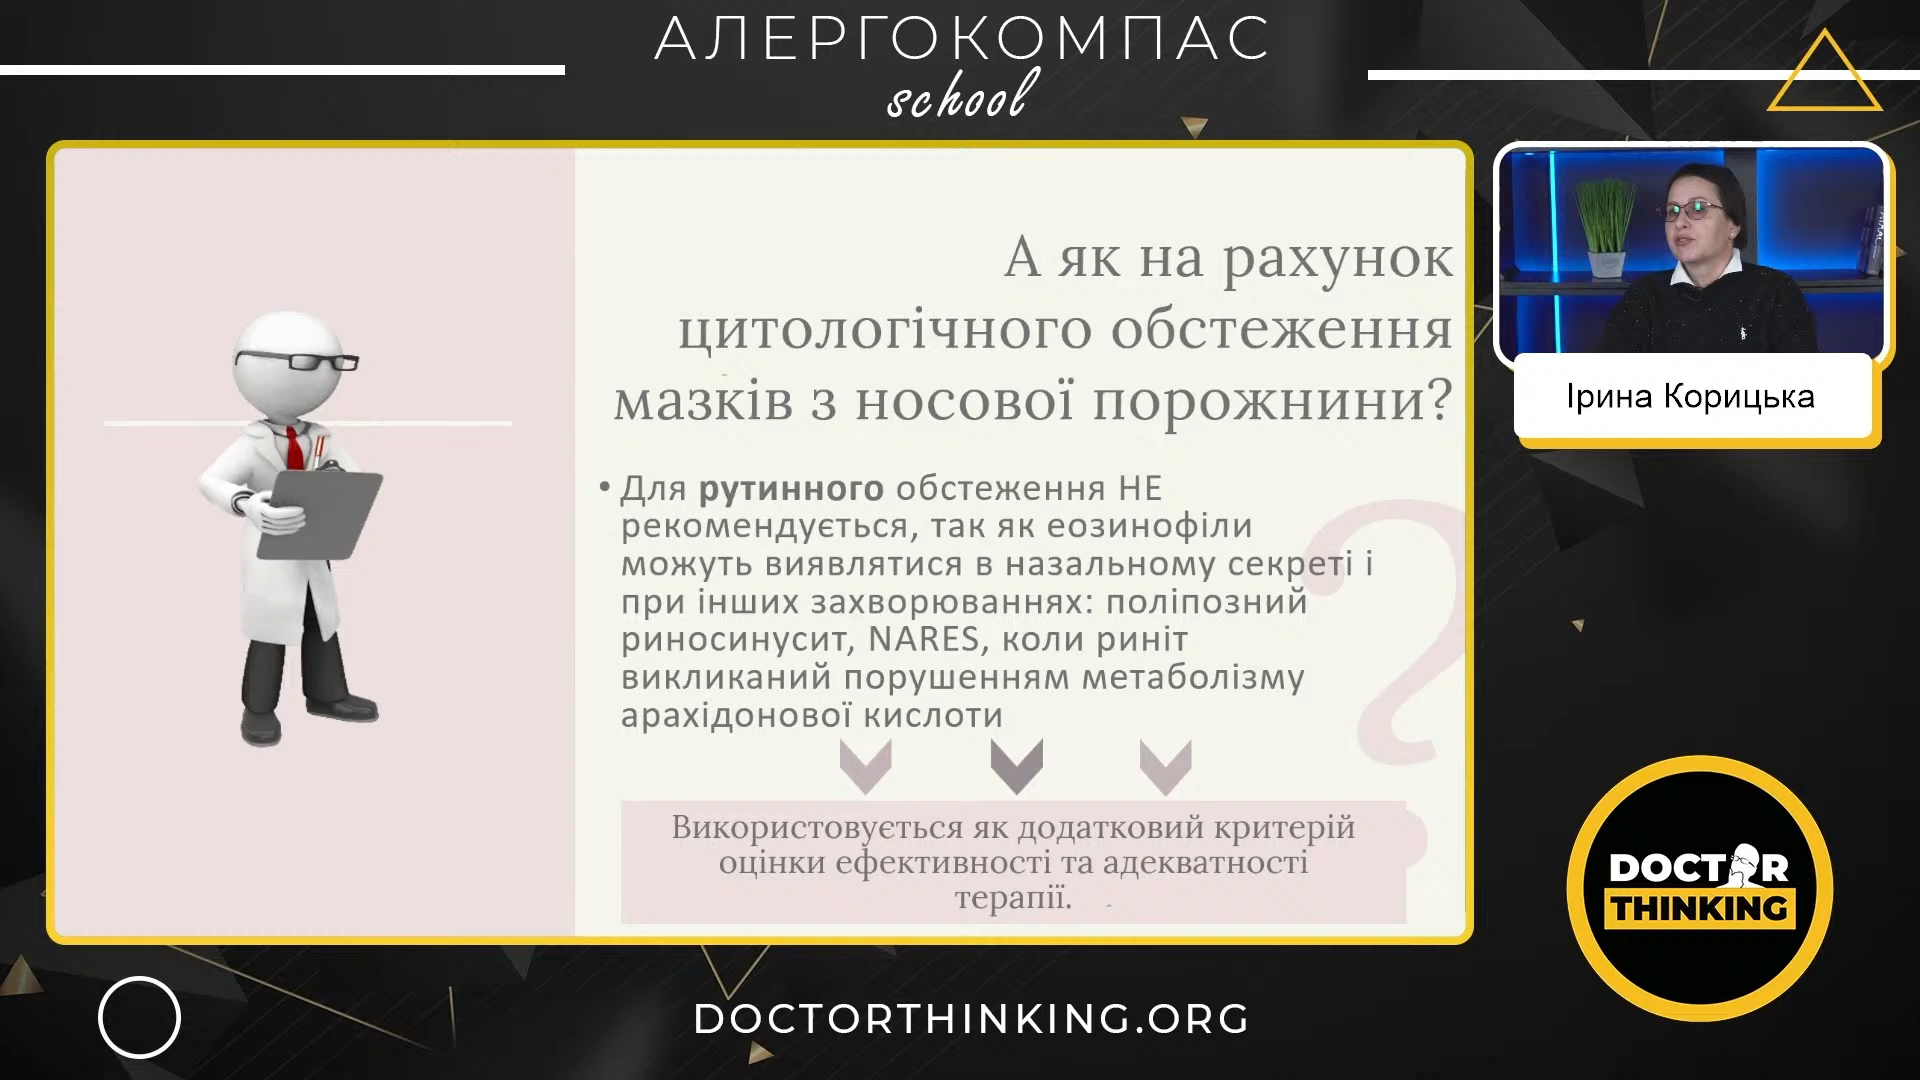 АЛЕРГОКОМПАС
school
А як на рахунок
цитологічного обстеження
мазків з носової порожнини?
• Для рутинного обстеження НЕ
рекомендується, так як еозинофіли
можуть виявлятися в назальному секреті і
при інших захворюваннях: поліпозний
риносинусит, NARES, коли риніт
викликаний порушенням метаболізму
арахідонової кислоти
?
Використовується як додатковий критерій
оцінки ефективності та адекватності
терапії.
Ірина Корицька
DOCTOR
THINKING
DOCTORTHINKING.ORG